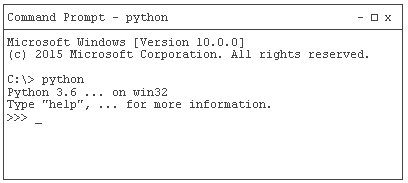 Command Prompt - python - □ x
Microsoft Windows [Version 10.0.0]
(c) 2015 Microsoft Corporation. All rights reserved.
C:\> python
Python 3.6 ... on win32
Type "help", ... for more information.
>>> _